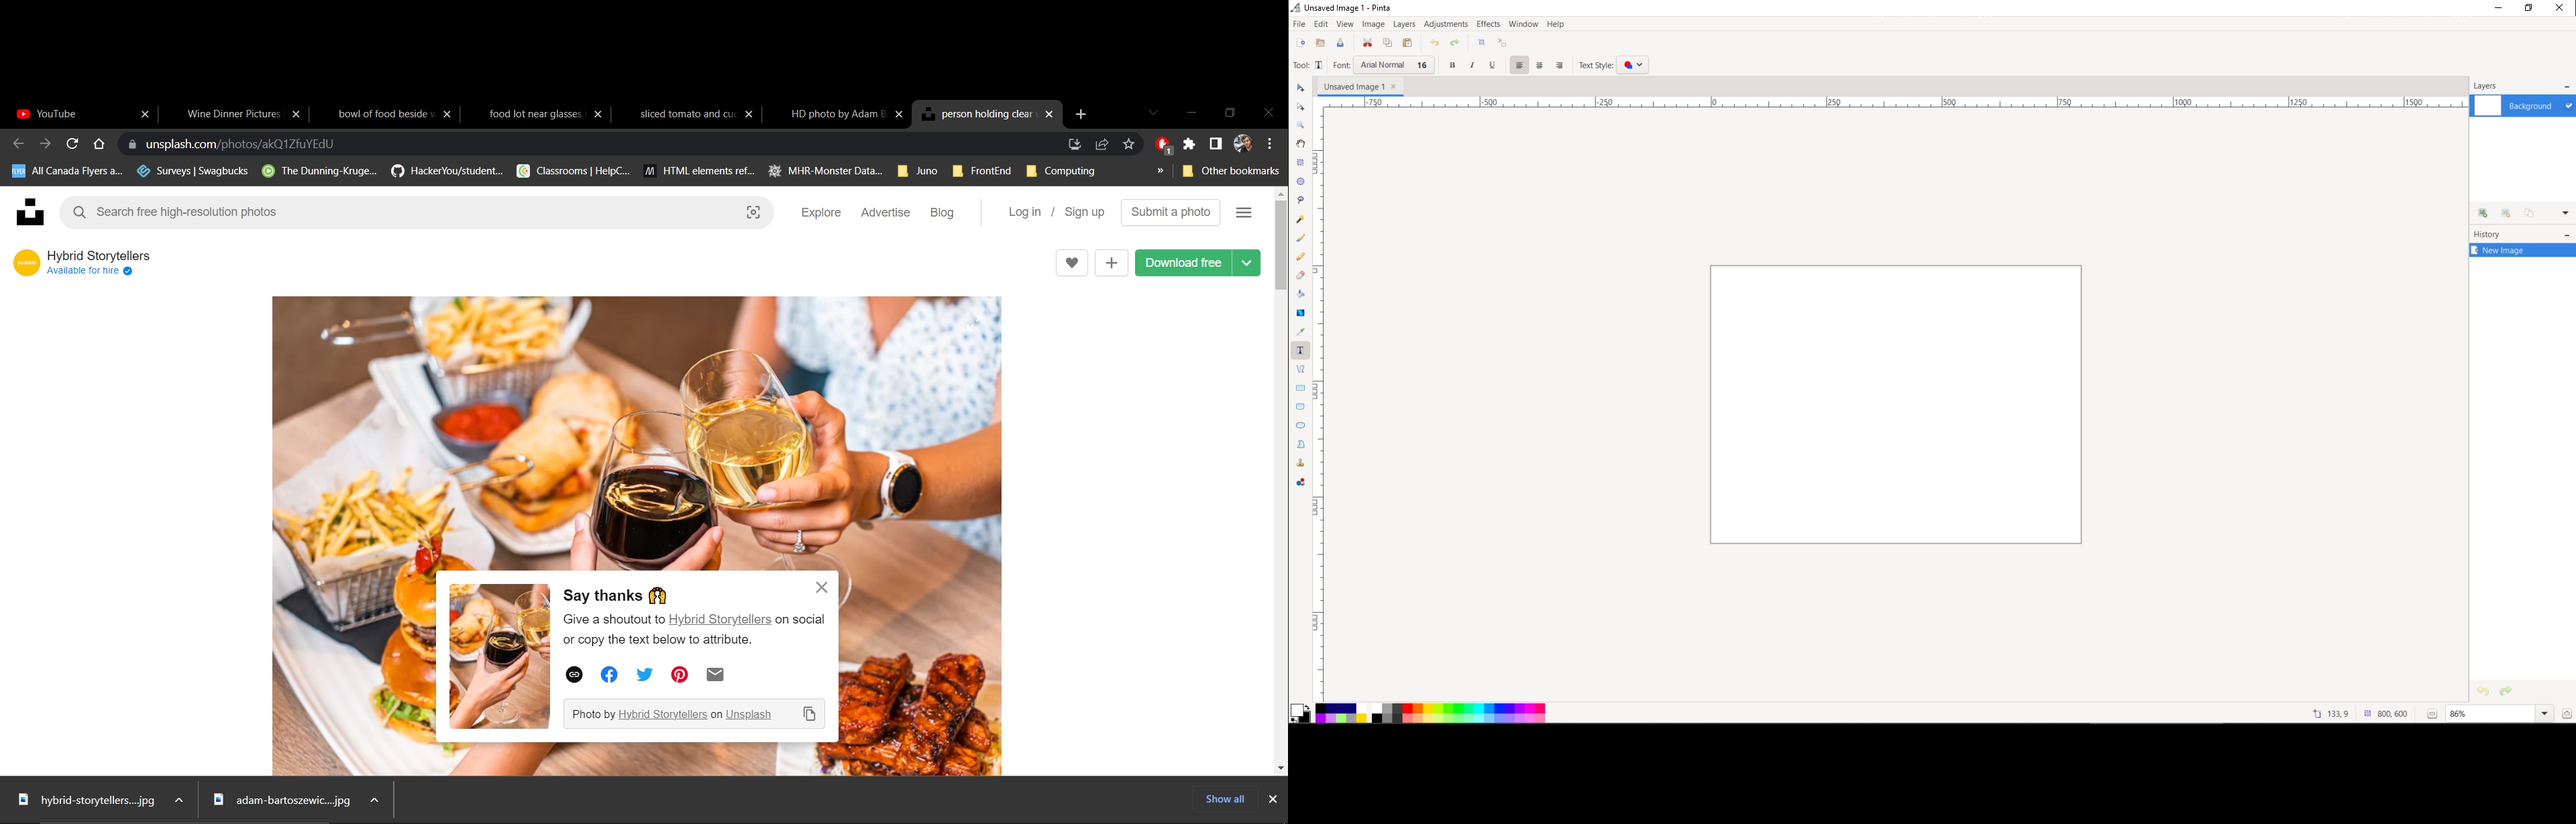 YouTube
Wine Dinner Pictures
bowl of food beside w
food lot near glasses
sliced tomato and cuc
HD photo by Adam B
person holding clear
unsplash.com/photos/akQ1ZfuYEdU
1
All Canada Flyers a...
Surveys | Swagbucks
The Dunning-Kruge...
HackerYou/student...
Classrooms | HelpC...
HTML elements ref...
MHR-Monster Data...
Juno
FrontEnd
Computing
»
Other bookmarks
Search free high-resolution photos
Explore
Advertise
Blog
Log in / Sign up
Submit a photo
Hybrid Storytellers
Available for hire
Download free
Say thanks 🙌
Give a shoutout to Hybrid Storytellers on social
or copy the text below to attribute.
Photo by Hybrid Storytellers on Unsplash
hybrid-storytellers....jpg
adam-bartoszewic....jpg
Show all
Unsaved Image 1 - Pinta
File Edit View Image Layers Adjustments Effects Window Help
Tool: Font: Arial Normal 16 B I U Text Style:
Unsaved Image 1
-750 -500 -250 0 250 500 750 1000 1250 1500
Layers
Background
History
New Image
133, 9
800, 600
86%